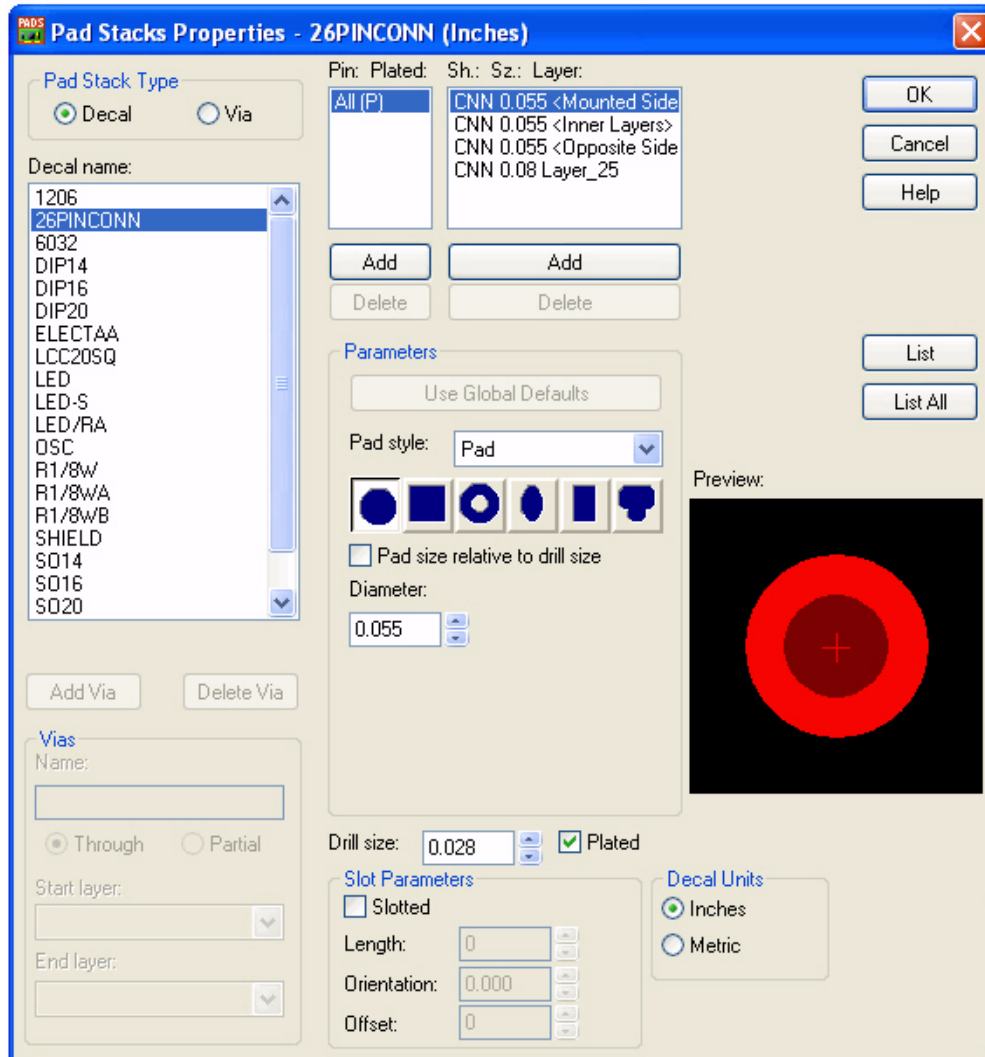 PADS Pad Stacks Properties - 26PINCONN (Inches)
Pad Stack Type
Decal Via
Decal name:
1206
26PINCONN
6032
DIP14
DIP16
DIP20
ELECTAA
LCC20SQ
LED
LED-S
LED/RA
OSC
R1/8W
R1/8WA
R1/8WB
SHIELD
SO14
SO16
SO20
Add Via Delete Via
Vias
Name:
Through Partial
Start layer:
End layer:
Pin: Plated: Sh.: Sz.: Layer:
All (P)
CNN 0.055 <Mounted Side
CNN 0.055 <Inner Layers>
CNN 0.055 <Opposite Side
CNN 0.08 Layer_25
Add Add
Delete Delete
Parameters
Use Global Defaults
Pad style: Pad
Pad size relative to drill size
Diameter:
0.055
Drill size: 0.028 Plated
Slot Parameters
Slotted
Length: 0
Orientation: 0.000
Offset: 0
Decal Units
Inches
Metric
OK
Cancel
Help
List
List All
Preview: